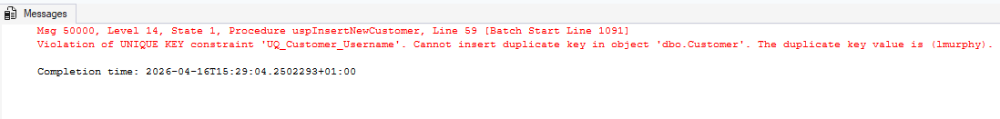 Messages
Msg 50000, Level 14, State 1, Procedure uspInsertNewCustomer, Line 59 [Batch Start Line 1091]
Violation of UNIQUE KEY constraint 'UQ_Customer_Username'. Cannot insert duplicate key in object 'dbo.Customer'. The duplicate key value is (lmurphy).
Completion time: 2026-04-16T15:29:04.2502293+01:00